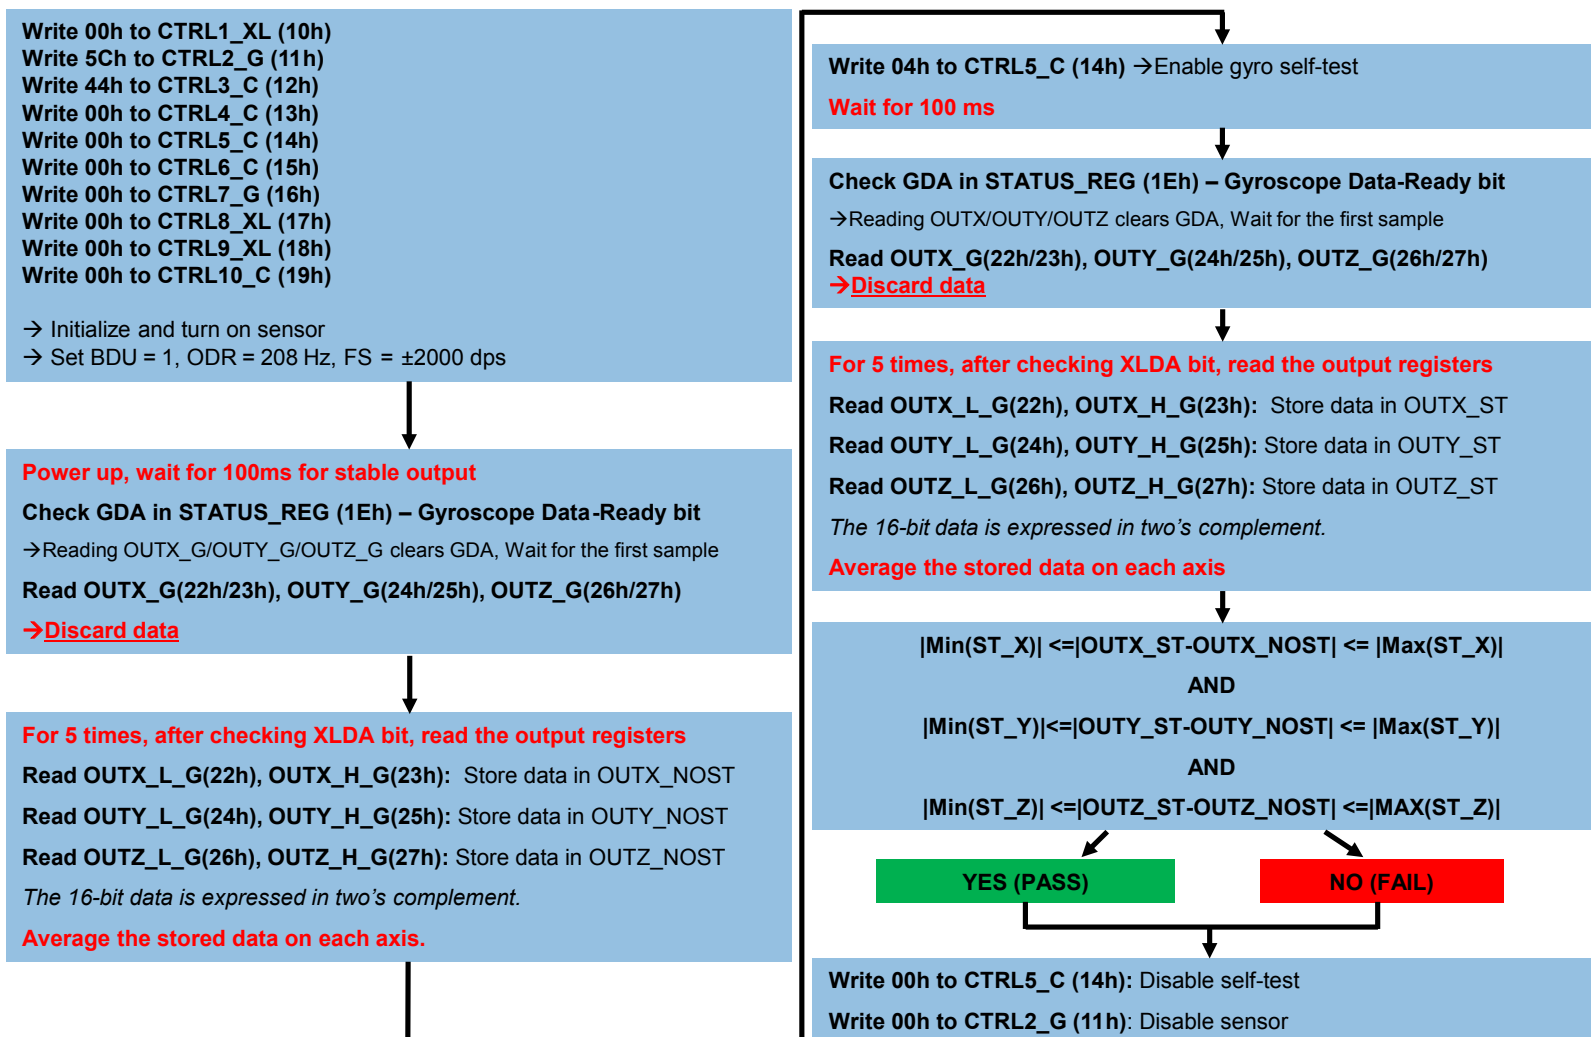 Write 00h to CTRL1_XL (10h)
Write 5Ch to CTRL2_G (11h)
Write 44h to CTRL3_C (12h)
Write 00h to CTRL4_C (13h)
Write 00h to CTRL5_C (14h)
Write 00h to CTRL6_C (15h)
Write 00h to CTRL7_G (16h)
Write 00h to CTRL8_XL (17h)
Write 00h to CTRL9_XL (18h)
Write 00h to CTRL10_C (19h)
→ Initialize and turn on sensor
→ Set BDU = 1, ODR = 208 Hz, FS = ±2000 dps
Power up, wait for 100ms for stable output
Check GDA in STATUS_REG (1Eh) – Gyroscope Data-Ready bit
→Reading OUTX_G/OUTY_G/OUTZ_G clears GDA, Wait for the first sample
Read OUTX_G(22h/23h), OUTY_G(24h/25h), OUTZ_G(26h/27h)
→Discard data
For 5 times, after checking XLDA bit, read the output registers
Read OUTX_L_G(22h), OUTX_H_G(23h): Store data in OUTX_NOST
Read OUTY_L_G(24h), OUTY_H_G(25h): Store data in OUTY_NOST
Read OUTZ_L_G(26h), OUTZ_H_G(27h): Store data in OUTZ_NOST
The 16-bit data is expressed in two's complement.
Average the stored data on each axis.
Write 04h to CTRL5_C (14h) →Enable gyro self-test
Wait for 100 ms
Check GDA in STATUS_REG (1Eh) – Gyroscope Data-Ready bit
→Reading OUTX/OUTY/OUTZ clears GDA, Wait for the first sample
Read OUTX_G(22h/23h), OUTY_G(24h/25h), OUTZ_G(26h/27h)
→Discard data
For 5 times, after checking XLDA bit, read the output registers
Read OUTX_L_G(22h), OUTX_H_G(23h): Store data in OUTX_ST
Read OUTY_L_G(24h), OUTY_H_G(25h): Store data in OUTY_ST
Read OUTZ_L_G(26h), OUTZ_H_G(27h): Store data in OUTZ_ST
The 16-bit data is expressed in two's complement.
Average the stored data on each axis
|Min(ST_X)| <=|OUTX_ST-OUTX_NOST| <= |Max(ST_X)|
AND
|Min(ST_Y)|<=|OUTY_ST-OUTY_NOST| <= |Max(ST_Y)|
AND
|Min(ST_Z)| <=|OUTZ_ST-OUTZ_NOST| <=|MAX(ST_Z)|
YES (PASS)
NO (FAIL)
Write 00h to CTRL5_C (14h): Disable self-test
Write 00h to CTRL2_G (11h): Disable sensor